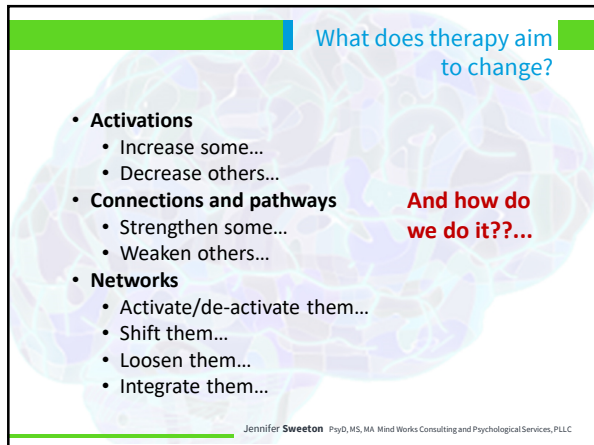 What does therapy aim
to change?
• Activations
• Increase some…
• Decrease others…
• Connections and pathways
• Strengthen some…
• Weaken others…
• Networks
• Activate/de-activate them…
• Shift them…
• Loosen them…
• Integrate them…
And how do
we do it??...
Jennifer Sweeton PsyD, MS, MA Mind Works Consulting and Psychological Services, PLLC